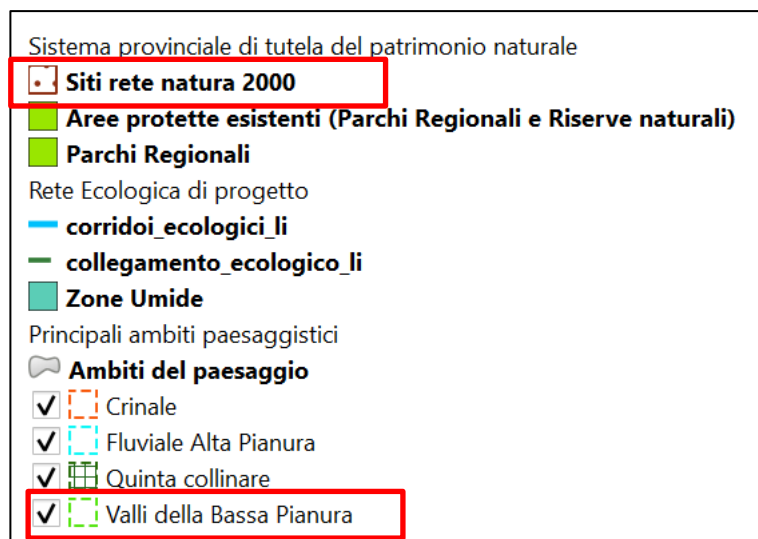 Sistema provinciale di tutela del patrimonio naturale
Siti rete natura 2000
Aree protette esistenti (Parchi Regionali e Riserve naturali)
Parchi Regionali
Rete Ecologica di progetto
corridoi_ecologici_li
collegamento_ecologico_li
Zone Umide
Principali ambiti paesaggistici
Ambiti del paesaggio
Crinale
Fluviale Alta Pianura
Quinta collinare
Valli della Bassa Pianura